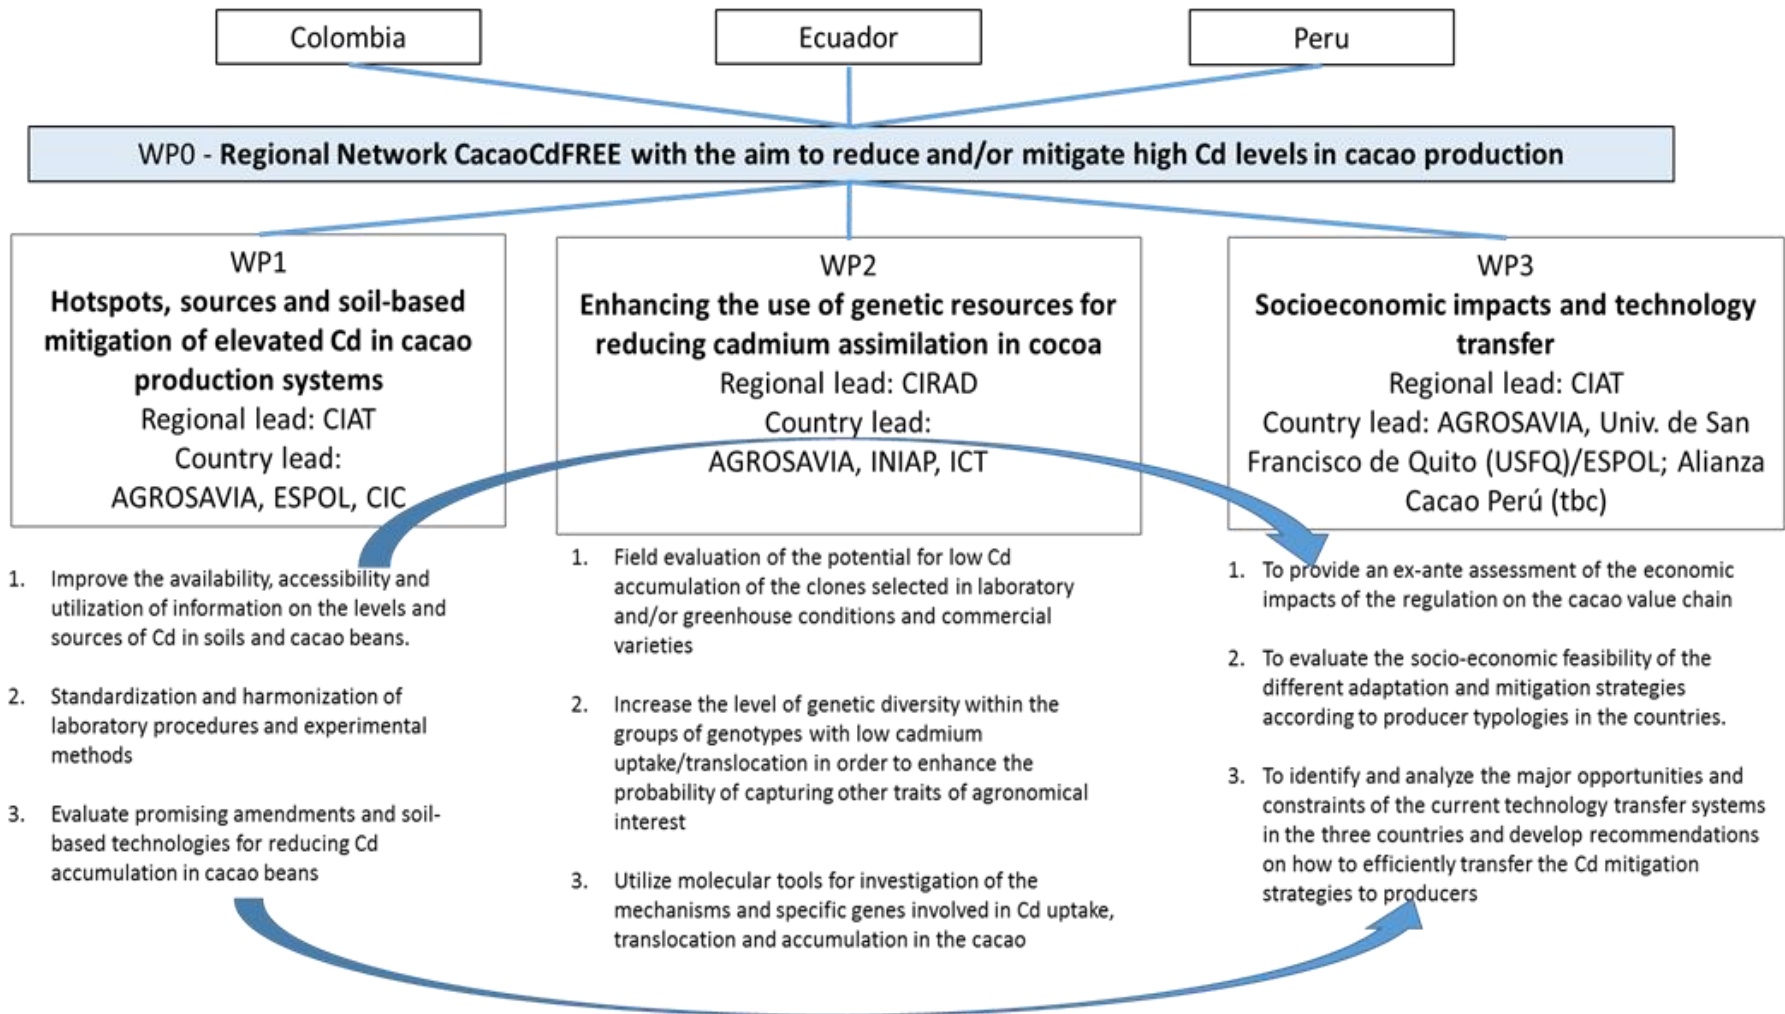 Colombia
Ecuador
Peru
WP0 - Regional Network CacaoCdFREE with the aim to reduce and/or mitigate high Cd levels in cacao production
WP1
Hotspots, sources and soil-based
mitigation of elevated Cd in cacao
production systems
Regional lead: CIAT
Country lead:
AGROSAVIA, ESPOL, CIC
1. Improve the availability, accessibility and
utilization of information on the levels and
sources of Cd in soils and cacao beans.
2. Standardization and harmonization of
laboratory procedures and experimental
methods
3. Evaluate promising amendments and soil-
based technologies for reducing Cd
accumulation in cacao beans
WP2
Enhancing the use of genetic resources for
reducing cadmium assimilation in cocoa
Regional lead: CIRAD
Country lead:
AGROSAVIA, INIAP, ICT
1. Field evaluation of the potential for low Cd
accumulation of the clones selected in laboratory
and/or greenhouse conditions and commercial
varieties
2. Increase the level of genetic diversity within the
groups of genotypes with low cadmium
uptake/translocation in order to enhance the
probability of capturing other traits of agronomical
interest
3. Utilize molecular tools for investigation of the
mechanisms and specific genes involved in Cd uptake,
translocation and accumulation in the cacao
WP3
Socioeconomic impacts and technology
transfer
Regional lead: CIAT
Country lead: AGROSAVIA, Univ. de San
Francisco de Quito (USFQ)/ESPOL; Alianza
Cacao Perú (tbc)
1. To provide an ex-ante assessment of the economic
impacts of the regulation on the cacao value chain
2. To evaluate the socio-economic feasibility of the
different adaptation and mitigation strategies
according to producer typologies in the countries.
3. To identify and analyze the major opportunities and
constraints of the current technology transfer systems
in the three countries and develop recommendations
on how to efficiently transfer the Cd mitigation
strategies to producers